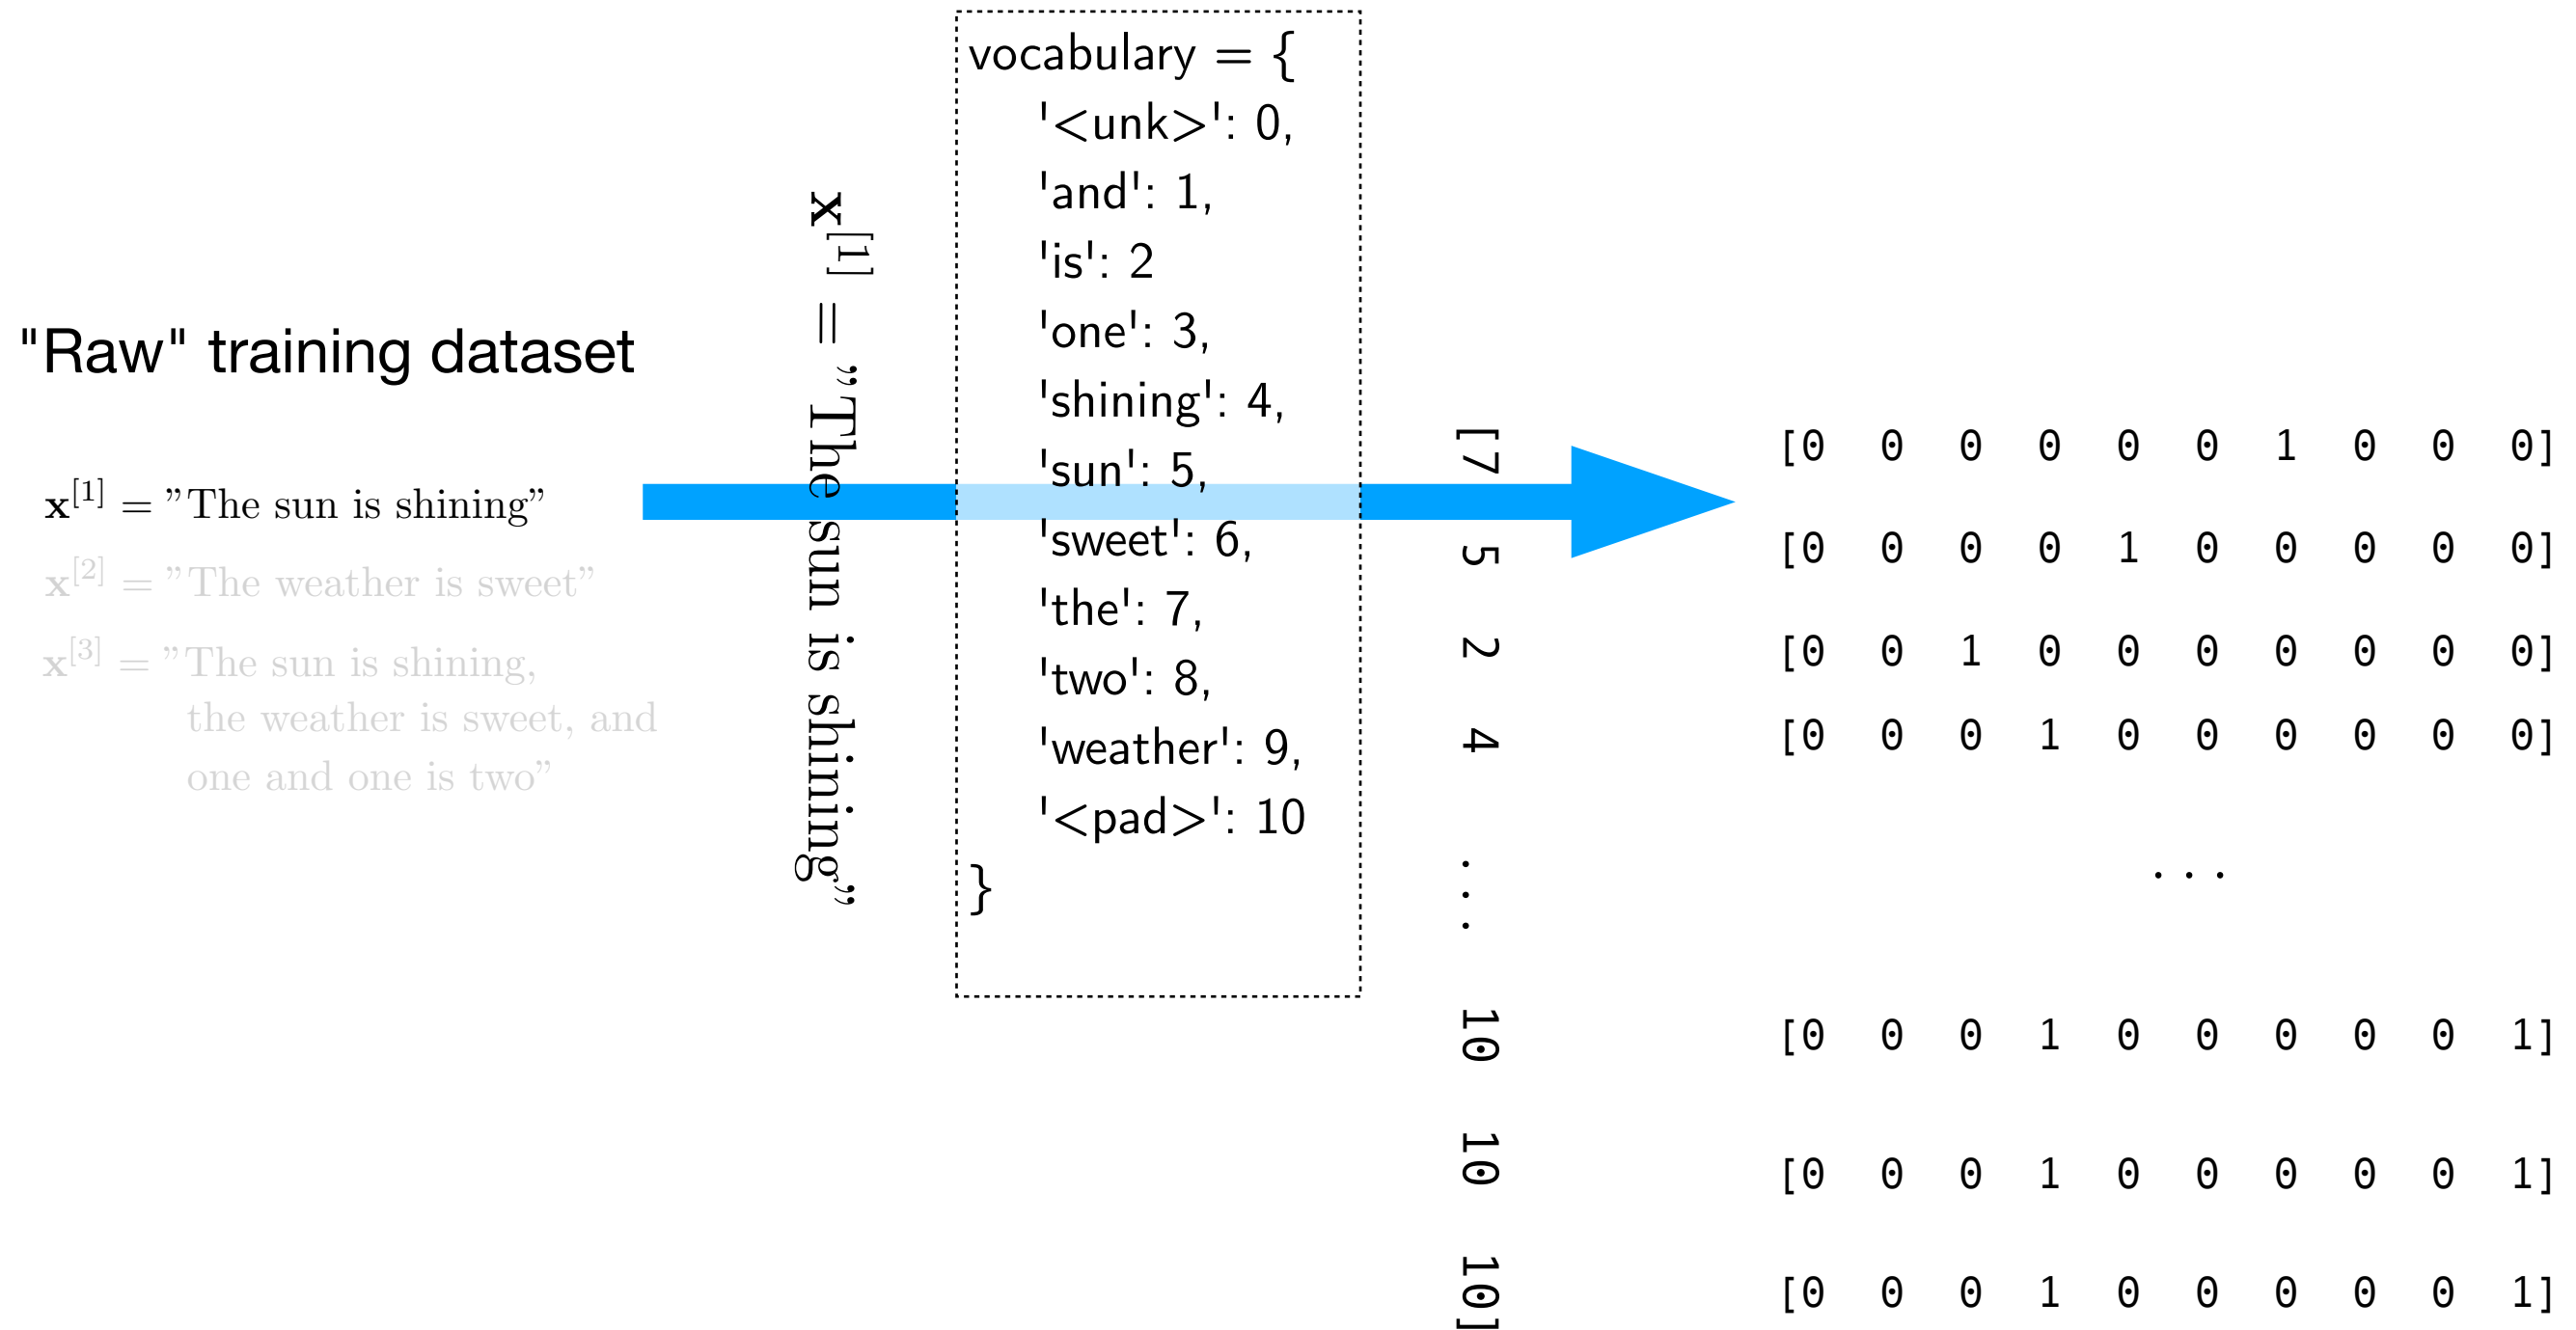 "Raw" training dataset
x[1] = ”The sun is shining”
x[2] = ”The weather is sweet”
x[3] = ”The sun is shining,
the weather is sweet, and
one and one is two”
x[1] = ”The sun is shining”
vocabulary = {
'<unk>': 0,
'and': 1,
'is': 2
'one': 3,
'shining': 4,
'sun': 5,
'sweet': 6,
'the': 7,
'two': 8,
'weather': 9,
'<pad>': 10
}
[7 5 2 4 ... 10 10 10]
[0 0 0 0 0 0 1 0 0 0]
[0 0 0 0 1 0 0 0 0 0]
[0 0 1 0 0 0 0 0 0 0]
[0 0 0 1 0 0 0 0 0 0]
...
[0 0 0 1 0 0 0 0 0 1]
[0 0 0 1 0 0 0 0 0 1]
[0 0 0 1 0 0 0 0 0 1]